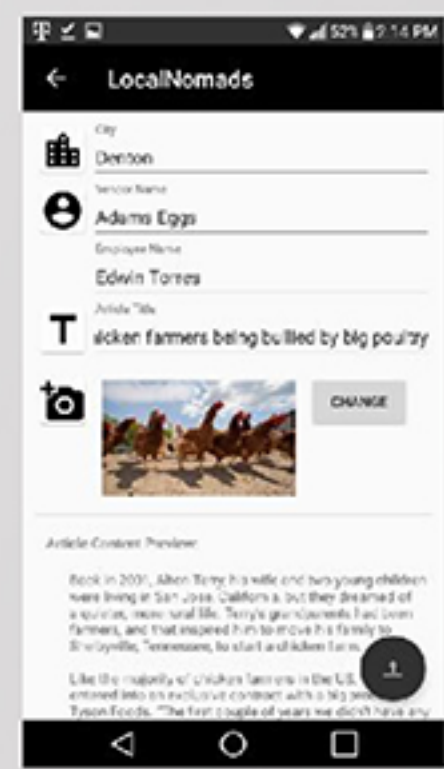 52% 2:14 PM
LocalNomads
City
Denton
Vendor Name
Adams Eggs
Employee Name
Edwin Torres
Article Title
icken farmers being bullied by big poultry
CHANGE
Article Content Preview:
Back in 2001, Alton Terry, his wife and two young children
were living in San Jose, California, but they dreamed of
a quieter, more rural life. Terry's grandparents had been
farmers, and that inspired him to move his family to
Shelbyville, Tennessee, to start a chicken farm.
Like the majority of chicken farmers in the U.S.
entered into an exclusive contract with a big
Tyson Foods. "The first couple of years we didn't have any